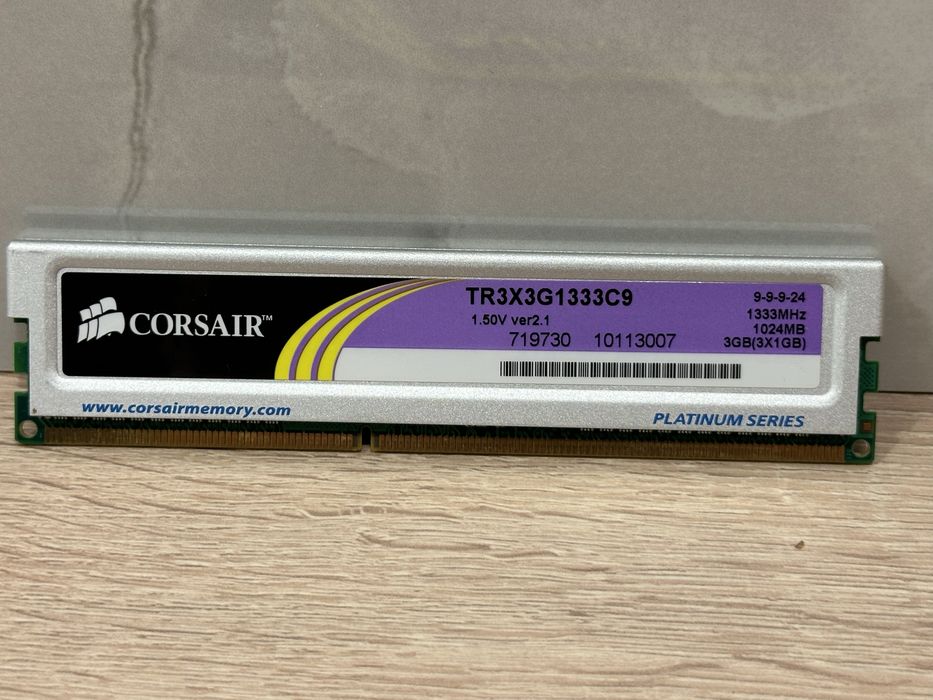 CORSAIR™
TR3X3G1333C9
1.50V ver2.1
719730 10113007
9-9-9-24
1333MHz
1024MB
3GB(3X1GB)
www.corsairmemory.com
PLATINUM SERIES